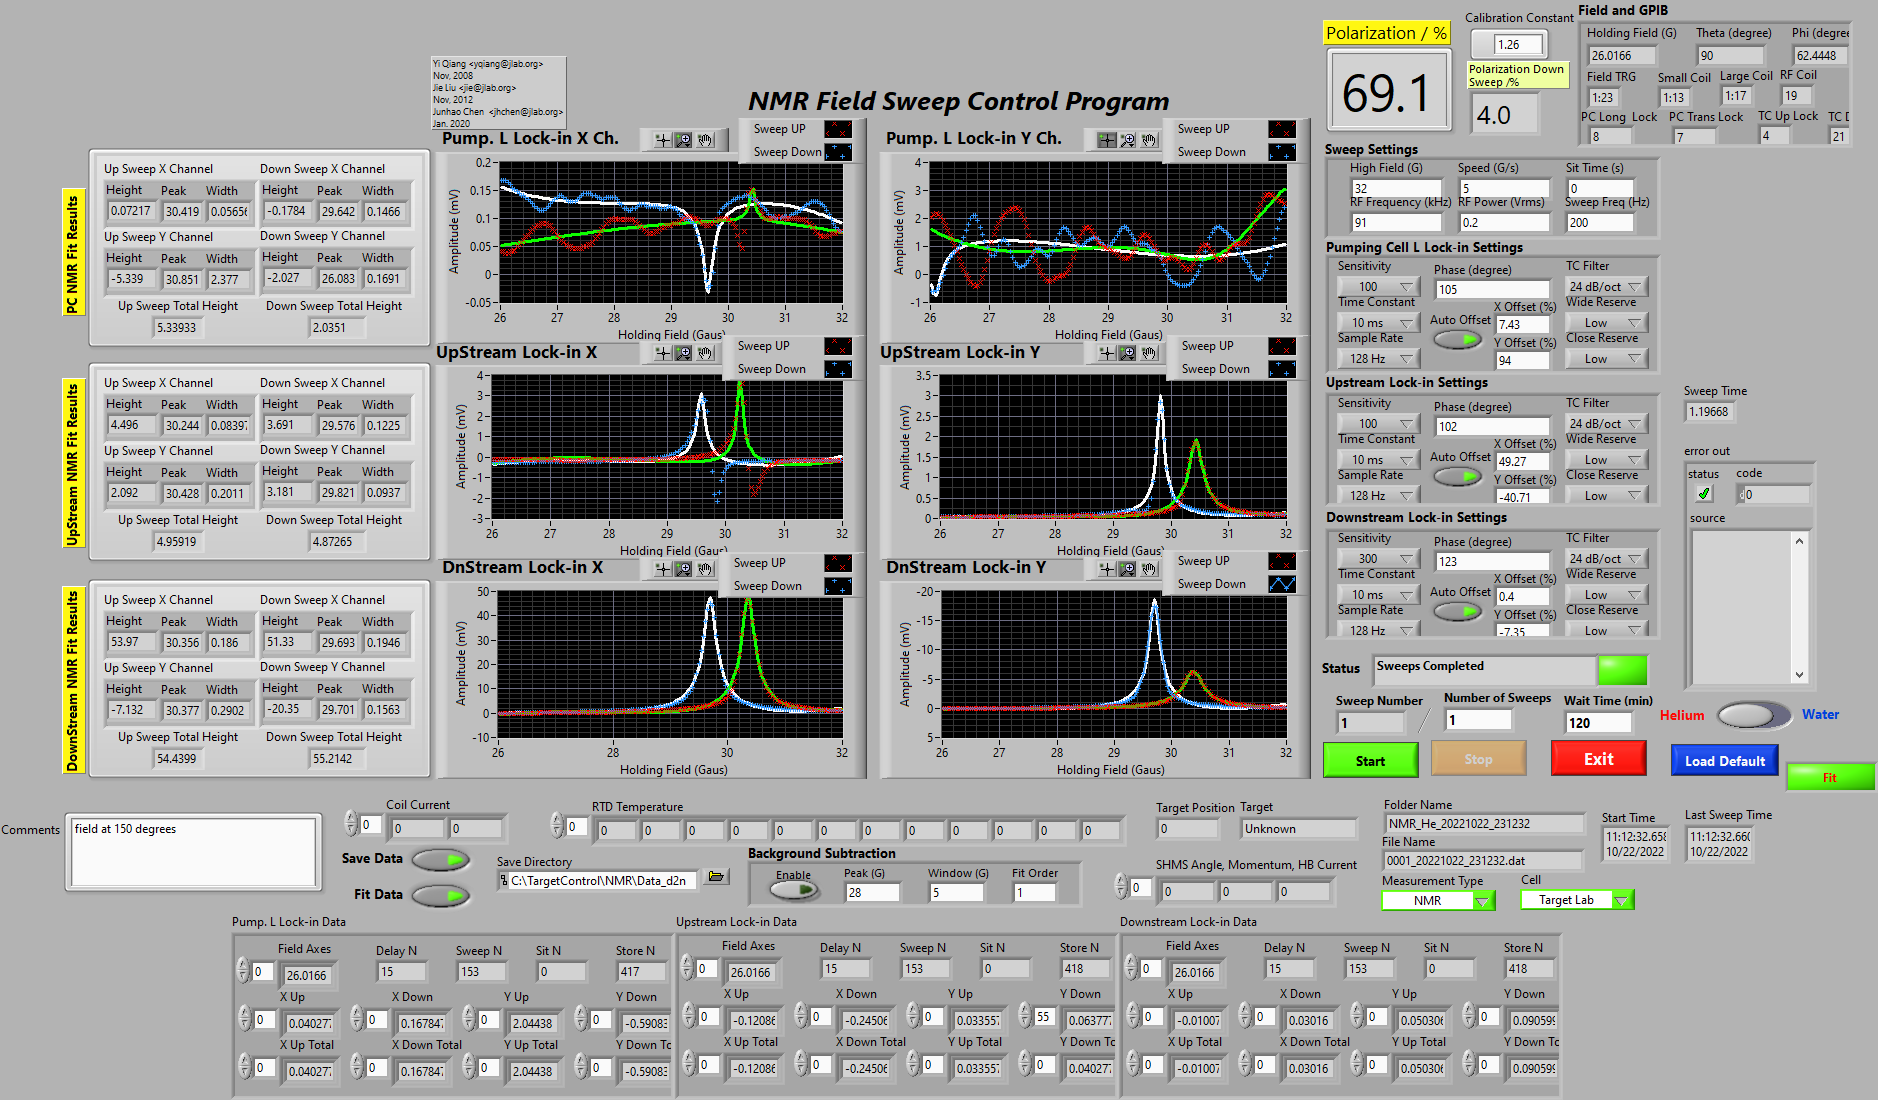 Yi Qiang <yqiang@jlab.org>
Nov, 2008
Jie Liu <jie@jlab.org>
Nov, 2012
Junhao Chen <jhchen@jlab.org>
Jan. 2020
NMR Field Sweep Control Program
Polarization / %
69.1
Calibration Constant
1.26
Polarization Down Sweep /%
4.0
Field and GPIB
Holding Field (G) Theta (degree) Phi (degree
26.0166 90 62.4448
Field TRG Small Coil Large Coil RF Coil
1:23 1:13 1:17 19
PC Long Lock PC Trans Lock TC Up Lock TC D
8 7 4 21
PC NMR Fit Results
Up Sweep X Channel Down Sweep X Channel
Height Peak Width Height Peak Width
0.07217 30.419 0.05656 -0.1784 29.642 0.1466
Up Sweep Y Channel Down Sweep Y Channel
Height Peak Width Height Peak Width
-5.339 30.851 2.377 -2.027 26.083 0.1691
Up Sweep Total Height Down Sweep Total Height
5.33933 2.0351
UpStream NMR Fit Results
Up Sweep X Channel Down Sweep X Channel
Height Peak Width Height Peak Width
4.496 30.244 0.08397 3.691 29.576 0.1225
Up Sweep Y Channel Down Sweep Y Channel
Height Peak Width Height Peak Width
2.092 30.428 0.2011 3.181 29.821 0.0937
Up Sweep Total Height Down Sweep Total Height
4.95919 4.87265
DownStream NMR Fit Results
Up Sweep X Channel Down Sweep X Channel
Height Peak Width Height Peak Width
53.97 30.356 0.186 51.33 29.693 0.1946
Up Sweep Y Channel Down Sweep Y Channel
Height Peak Width Height Peak Width
-7.132 30.377 0.2902 -20.35 29.701 0.1563
Up Sweep Total Height Down Sweep Total Height
54.4399 55.2142
Pump. L Lock-in X Ch.
Sweep UP
Sweep Down
Amplitude (mV)
0.2
0.15
0.1
0.05
0
-0.05
26 27 28 29 30 31 32
Holding Field (Gaus)
Pump. L Lock-in Y Ch.
Sweep UP
Sweep Down
Amplitude (mV)
4
3
2
1
0
-1
26 27 28 29 30 31 32
Holding Field (Gaus)
UpStream Lock-in X
Sweep UP
Sweep Down
Amplitude (mV)
4
3
2
1
0
-1
-2
-3
26 27 28 29 30 31 32
Holding Field (Gaus)
UpStream Lock-in Y
Sweep UP
Sweep Down
Amplitude (mV)
3.5
3
2.5
2
1.5
1
0.5
0
26 27 28 29 30 31 32
Holding Field (Gaus)
DnStream Lock-in X
Sweep UP
Sweep Down
Amplitude (mV)
50
40
30
20
10
0
-10
26 28 30 32
Holding Field (Gaus)
DnStream Lock-in Y
Sweep UP
Sweep Down
Amplitude (mV)
-20
-15
-10
-5
0
5
26 27 28 29 30 31 32
Holding Field (Gaus)
Sweep Settings
High Field (G) Speed (G/s) Sit Time (s)
32 5 0
RF Frequency (kHz) RF Power (Vrms) Sweep Freq (Hz)
91 0.2 200
Pumping Cell L Lock-in Settings
Sensitivity Phase (degree) TC Filter
100 105 24 dB/oct
Time Constant X Offset (%) Wide Reserve
10 ms Auto Offset 7.43 Low
Sample Rate Y Offset (%) Close Reserve
128 Hz 94 Low
Upstream Lock-in Settings
Sensitivity Phase (degree) TC Filter
100 102 24 dB/oct
Time Constant X Offset (%) Wide Reserve
10 ms Auto Offset 49.27 Low
Sample Rate Y Offset (%) Close Reserve
128 Hz -40.71 Low
Downstream Lock-in Settings
Sensitivity Phase (degree) TC Filter
300 123 24 dB/oct
Time Constant X Offset (%) Wide Reserve
10 ms Auto Offset 0.4 Low
Sample Rate Y Offset (%) Close Reserve
128 Hz -7.35 Low
Sweep Time
1.19668
error out
status code
0
source
Status Sweeps Completed
Sweep Number Number of Sweeps Wait Time (min)
1 / 1 120
Helium Water
Start Stop Exit Load Default Fit
Comments field at 150 degrees
Coil Current
0 0 0
Save Data
Fit Data
RTD Temperature
0 0 0 0 0 0 0 0 0 0 0 0 0
Save Directory
C:\TargetControl\NMR\Data_d2n
Background Subtraction
Enable Peak (G) Window (G) Fit Order
28 5 1
Target Position Target
0 Unknown
SHMS Angle, Momentum, HB Current
0 0 0 0
Folder Name
NMR_He_20221022_231232
File Name
0001_20221022_231232.dat
Measurement Type Cell
NMR Target Lab
Start Time
11:12:32.658
10/22/2022
Last Sweep Time
11:12:32.660
10/22/2022
Pump. L Lock-in Data
Field Axes Delay N Sweep N Sit N Store N
0 26.0166 15 153 0 417
X Up X Down Y Up Y Down
0 0.040277 0 0.167847 0 2.04438 0 -0.59083
X Up Total X Down Total Y Up Total Y Down To
0 0.040277 0 0.167847 0 2.04438 0 -0.59083
Upstream Lock-in Data
Field Axes Delay N Sweep N Sit N Store N
0 26.0166 15 153 0 418
X Up X Down Y Up Y Down
0 -0.12086 0 -0.24506 0 0.033557 55 0.063777
X Up Total X Down Total Y Up Total Y Down To
0 -0.12086 0 -0.24506 0 0.033557 0 0.040277
Downstream Lock-in Data
Field Axes Delay N Sweep N Sit N Store N
0 26.0166 15 153 0 418
X Up X Down Y Up Y Down
0 -0.01007 0 0.03016 0 0.050306 0 0.090599
X Up Total X Down Total Y Up Total Y Down To
0 -0.01007 0 0.03016 0 0.050306 0 0.090599